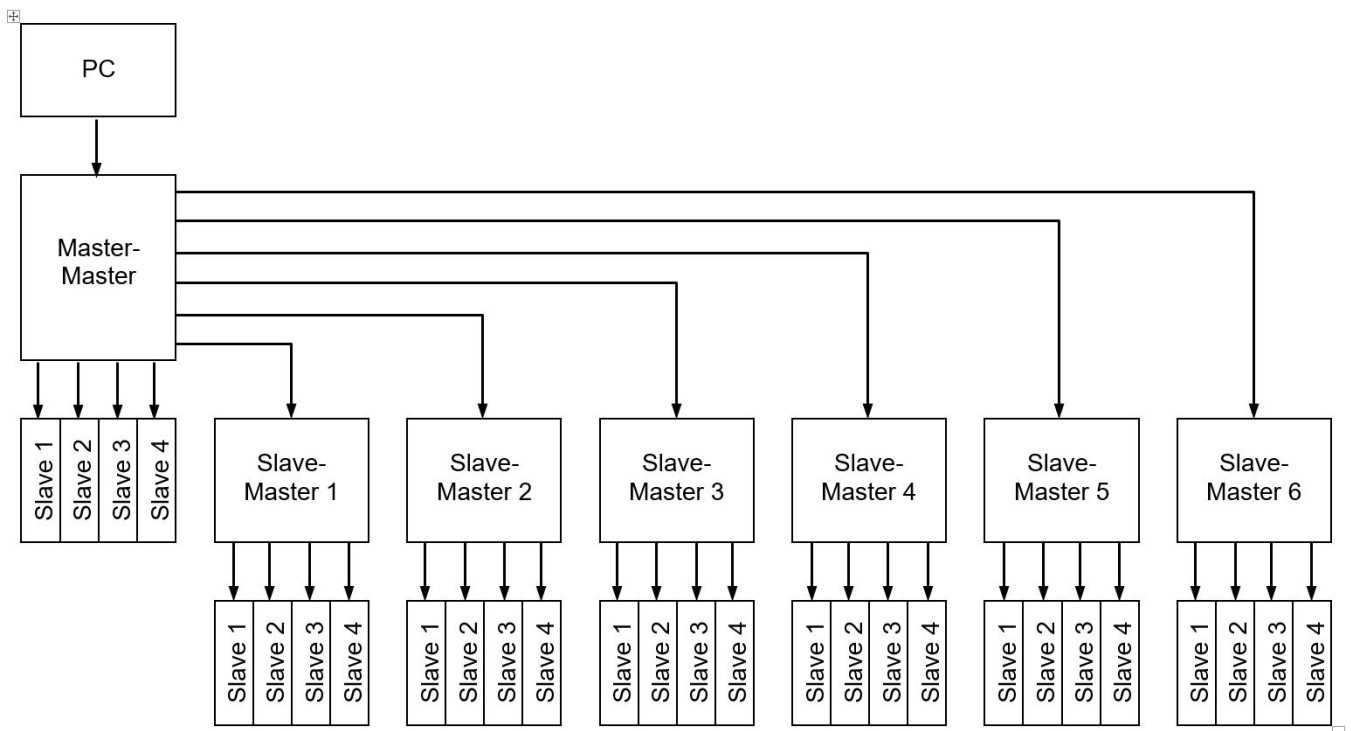 PC
Master-
Master
Slave 1
Slave 2
Slave 3
Slave 4
Slave-
Master 1
Slave-
Master 2
Slave-
Master 3
Slave-
Master 4
Slave-
Master 5
Slave-
Master 6
Slave 1
Slave 2
Slave 3
Slave 4
Slave 1
Slave 2
Slave 3
Slave 4
Slave 1
Slave 2
Slave 3
Slave 4
Slave 1
Slave 2
Slave 3
Slave 4
Slave 1
Slave 2
Slave 3
Slave 4
Slave 1
Slave 2
Slave 3
Slave 4